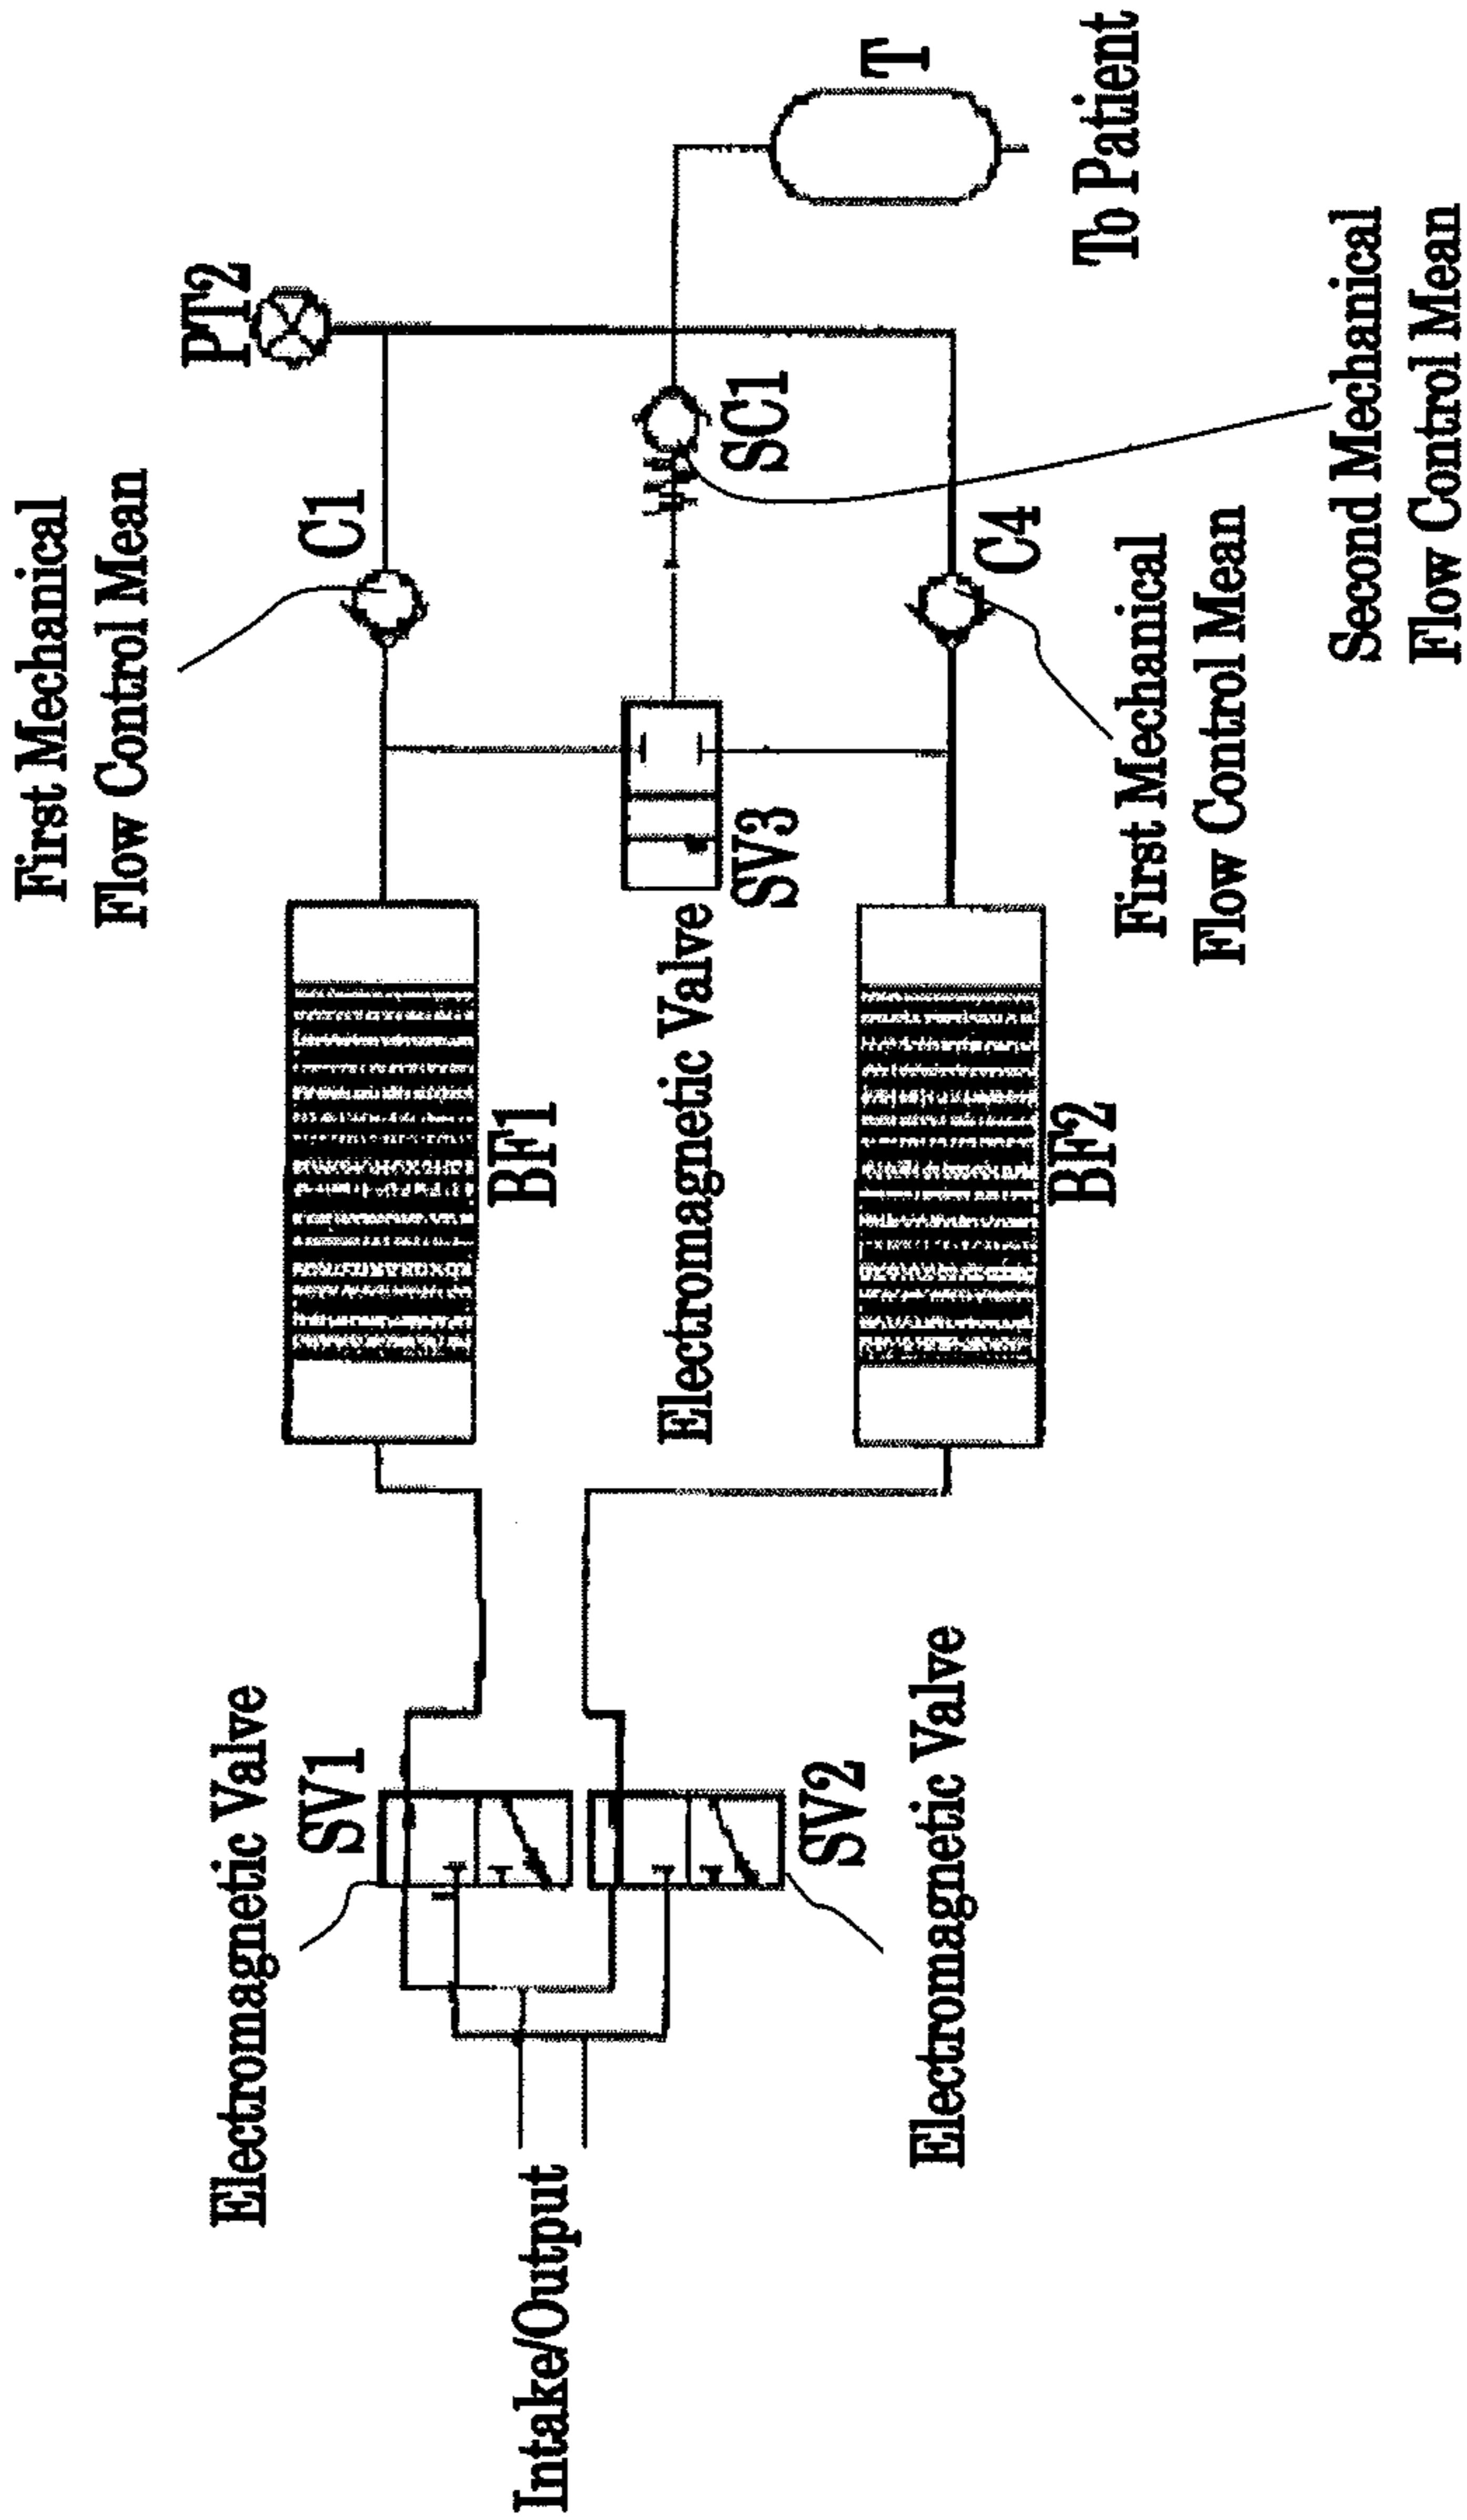 First Mechanical
Flow Control Mean
PT2
C1
T
SC1
To Patient
C4
First Mechanical
Flow Control Mean
Second Mechanical
Flow Control Mean
SV3
Electromagnetic Valve
BF1
BF2
Electromagnetic Valve
SV1
SV2
Electromagnetic Valve
Intake/Output